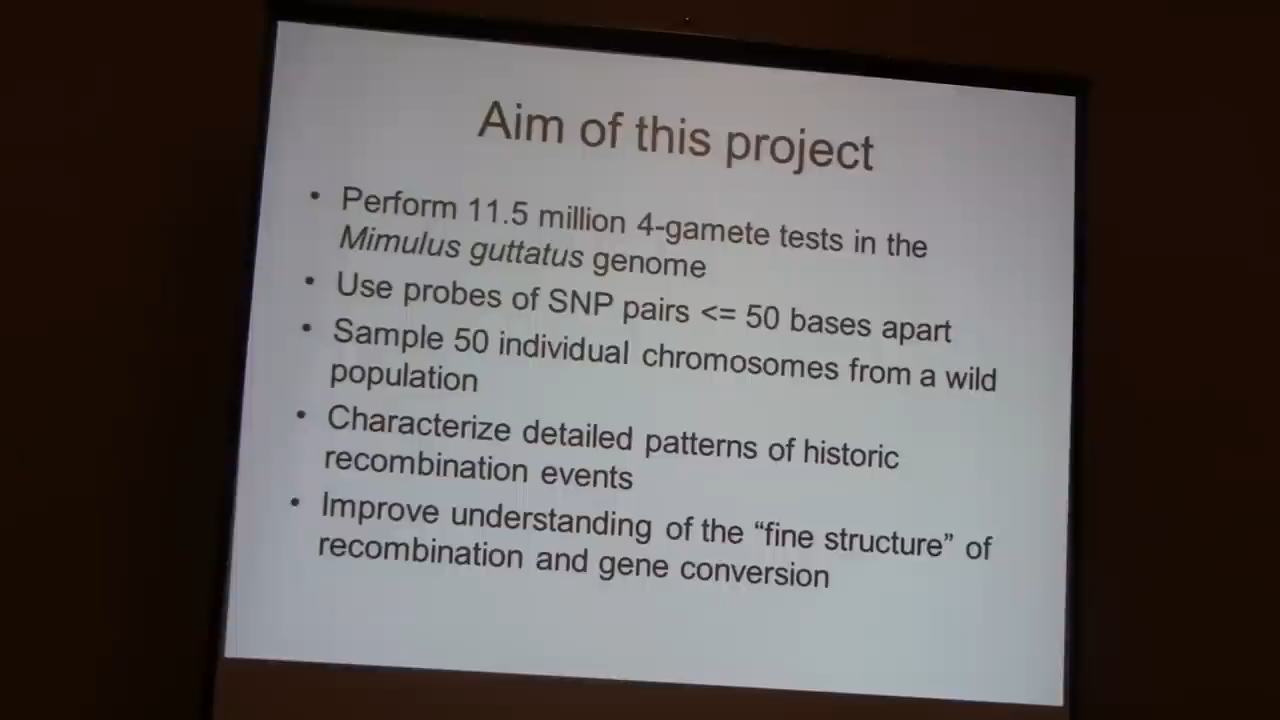 Aim of this project
• Perform 11.5 million 4-gamete tests in the
Mimulus guttatus genome
• Use probes of SNP pairs <= 50 bases apart
• Sample 50 individual chromosomes from a wild
population
• Characterize detailed patterns of historic
recombination events
• Improve understanding of the “fine structure” of
recombination and gene conversion